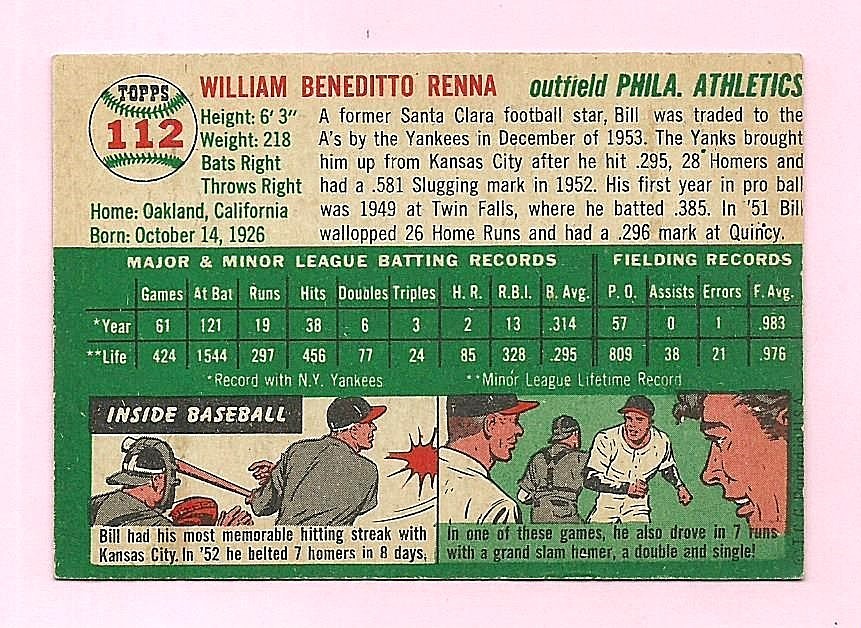 TOPPS
112
WILLIAM BENEDITTO RENNA outfield PHILA. ATHLETICS
Height: 6' 3"
Weight: 218
Bats Right
Throws Right
Home: Oakland, California
Born: October 14, 1926
A former Santa Clara football star, Bill was traded to the
A's by the Yankees in December of 1953. The Yanks brought
him up from Kansas City after he hit .295, 28 Homers and
had a .581 Slugging mark in 1952. His first year in pro ball
was 1949 at Twin Falls, where he batted .385. In '51 Bill
walloped 26 Home Runs and had a .296 mark at Quincy.
MAJOR & MINOR LEAGUE BATTING RECORDS FIELDING RECORDS
Games At Bat Runs Hits Doubles Triples H. R. R.B.I. B. Avg. P. O. Assists Errors F. Avg.
*Year 61 121 19 38 6 3 2 13 .314 57 0 1 .983
**Life 424 1544 297 456 77 24 85 328 .295 809 38 21 .976
*Record with N.Y. Yankees **Minor League Lifetime Record
INSIDE BASEBALL
Bill had his most memorable hitting streak with
Kansas City. In '52 he belted 7 homers in 8 days.
In one of these games, he also drove in 7 runs
with a grand slam homer, a double and single!